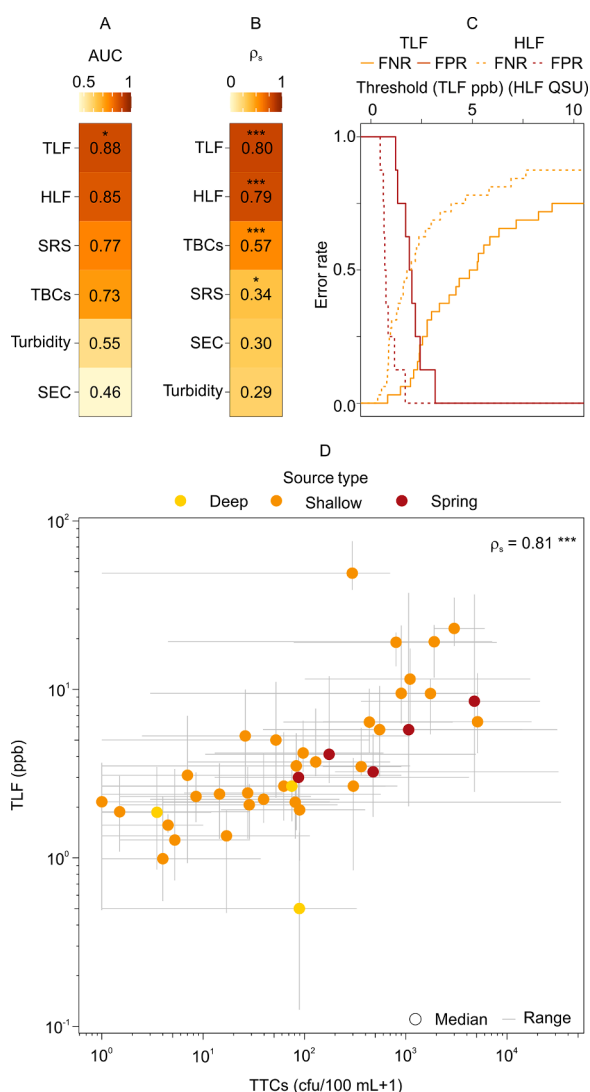 A
AUC
0.5 1
TLF 0.88 *
HLF 0.85
SRS 0.77
TBCs 0.73
Turbidity 0.55
SEC 0.46
B
ρs
0 1
TLF 0.80 ***
HLF 0.79 ***
TBCs 0.57 ***
SRS 0.34 *
SEC 0.30
Turbidity 0.29
C
TLF HLF
FNR FPR FNR FPR
Threshold (TLF ppb) (HLF QSU)
0 5 10
1.0
0.5
0.0
Error rate
D
Source type
Deep Shallow Spring
ρs = 0.81 ***
10²
10¹
10⁰
10⁻¹
TLF (ppb)
Median Range
10⁰ 10¹ 10² 10³ 10⁴
TTCs (cfu/100 mL+1)